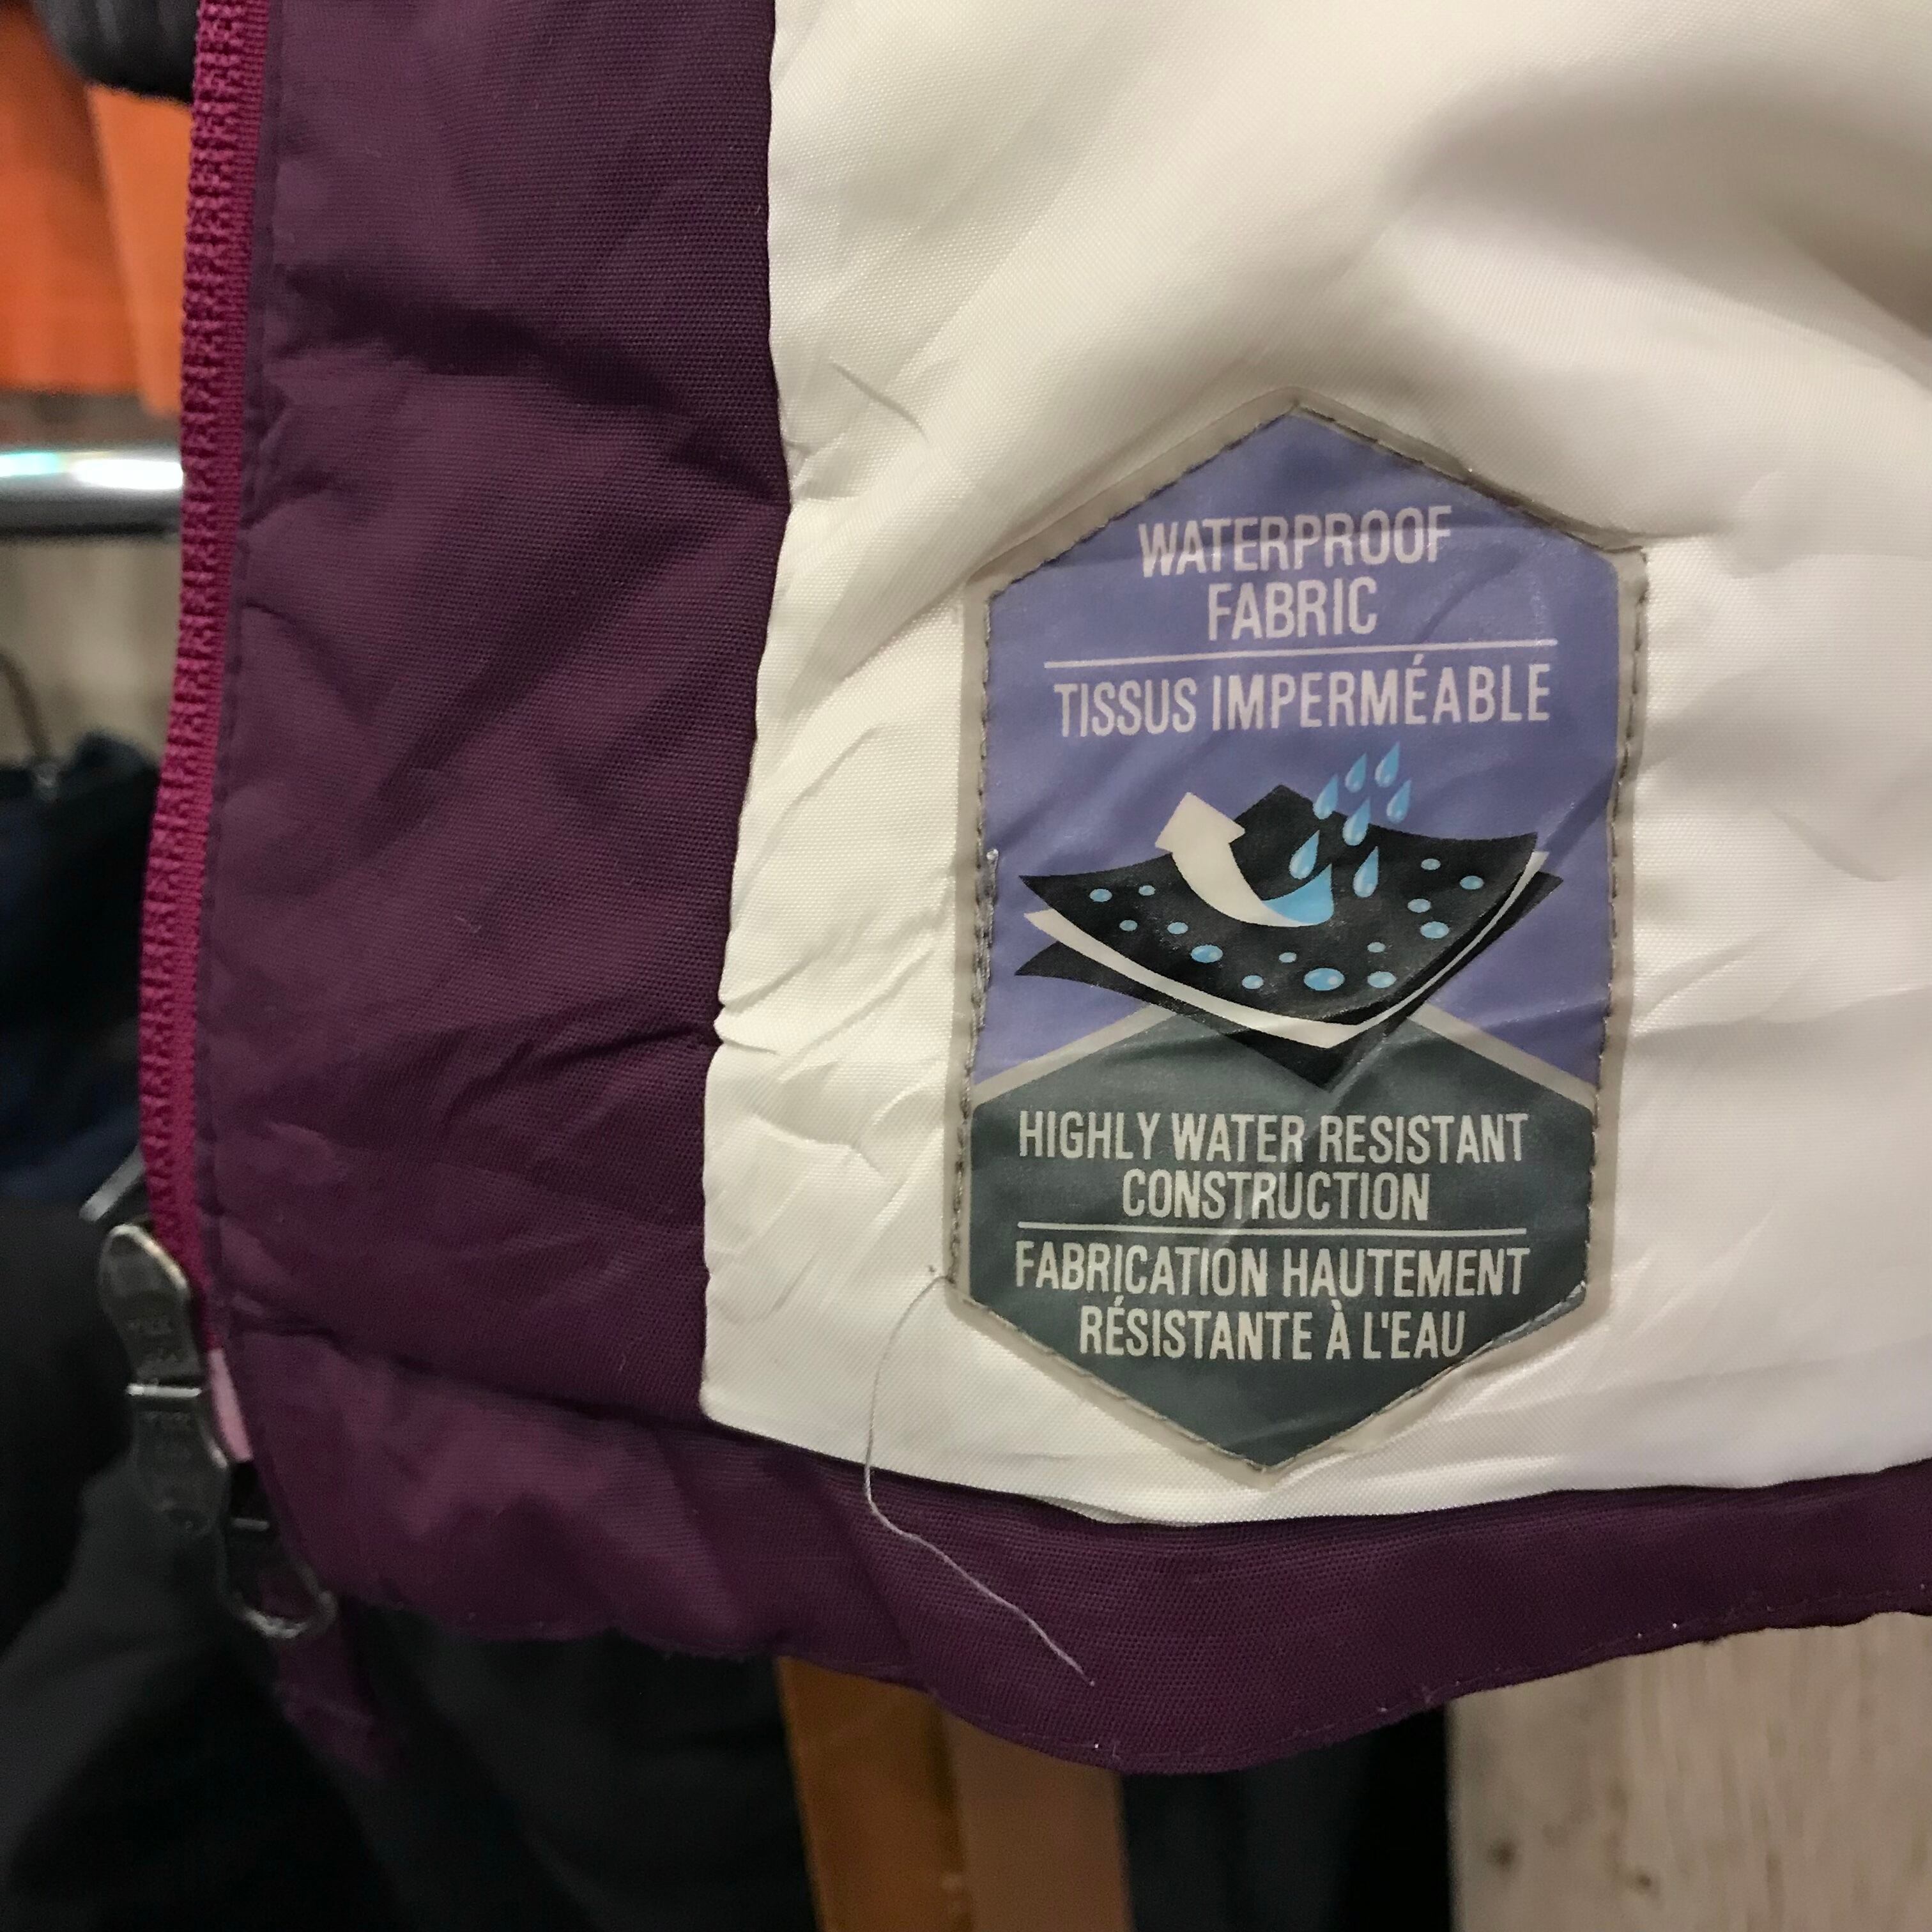 WATERPROOF
FABRIC
TISSUS IMPERMÉABLE
HIGHLY WATER RESISTANT
CONSTRUCTION
FABRICATION HAUTEMENT
RÉSISTANTE À L'EAU